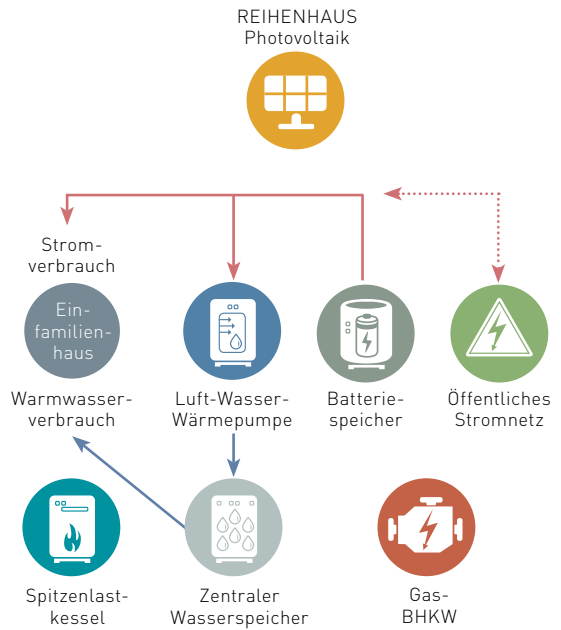 REIHENHAUS
Photovoltaik
Strom-
verbrauch
Ein-
familien-
haus
Warmwasser-
verbrauch
Luft-Wasser-
Wärmepumpe
Batterie-
speicher
Öffentliches
Stromnetz
Spitzenlast-
kessel
Zentraler
Wasserspeicher
Gas-
BHKW